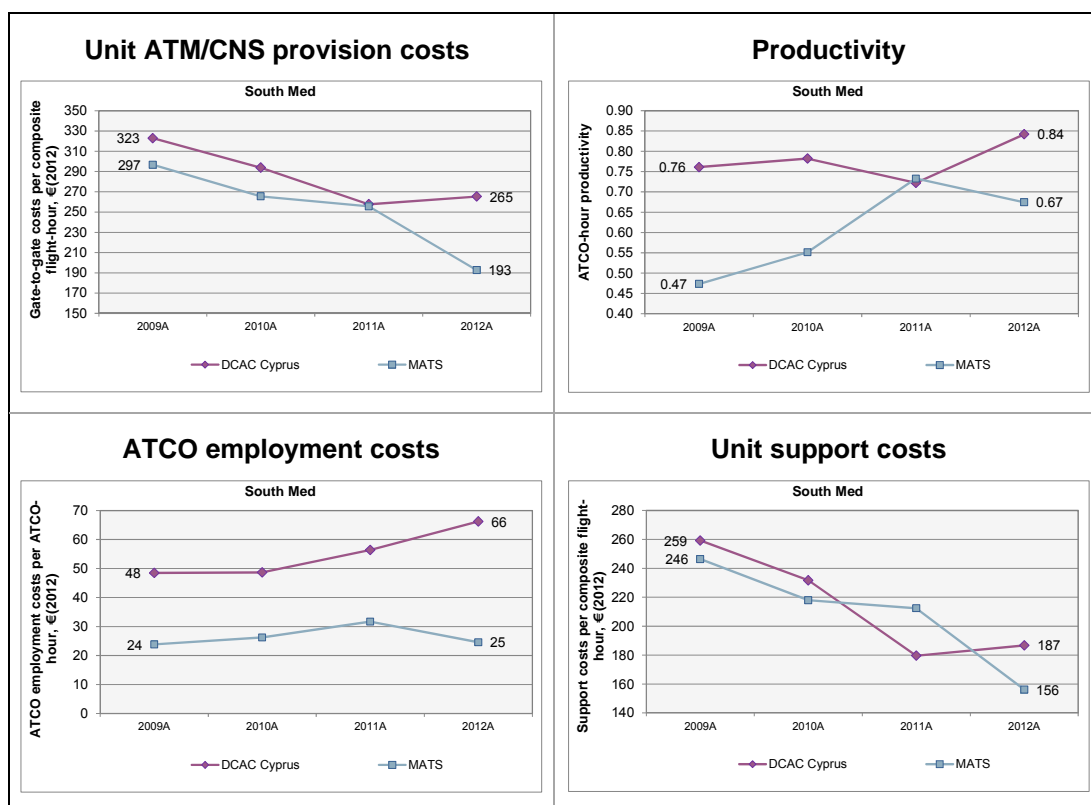 Unit ATM/CNS provision costs
South Med
Gate-to-gate costs per composite
flight-hour, €(2012)
350
330
310
290
270
250
230
210
190
170
150
323
297
265
193
2009A 2010A 2011A 2012A
DCAC Cyprus MATS
Productivity
South Med
ATCO-hour productivity
0.90
0.85
0.80
0.75
0.70
0.65
0.60
0.55
0.50
0.45
0.40
0.76
0.47
0.84
0.67
2009A 2010A 2011A 2012A
DCAC Cyprus MATS
ATCO employment costs
South Med
ATCO employment costs per ATCO-
hour, €(2012)
70
60
50
40
30
20
10
0
48
24
66
25
2009A 2010A 2011A 2012A
DCAC Cyprus MATS
Unit support costs
South Med
Support costs per composite flight-
hour, €(2012)
280
260
240
220
200
180
160
140
259
246
187
156
2009A 2010A 2011A 2012A
DCAC Cyprus MATS